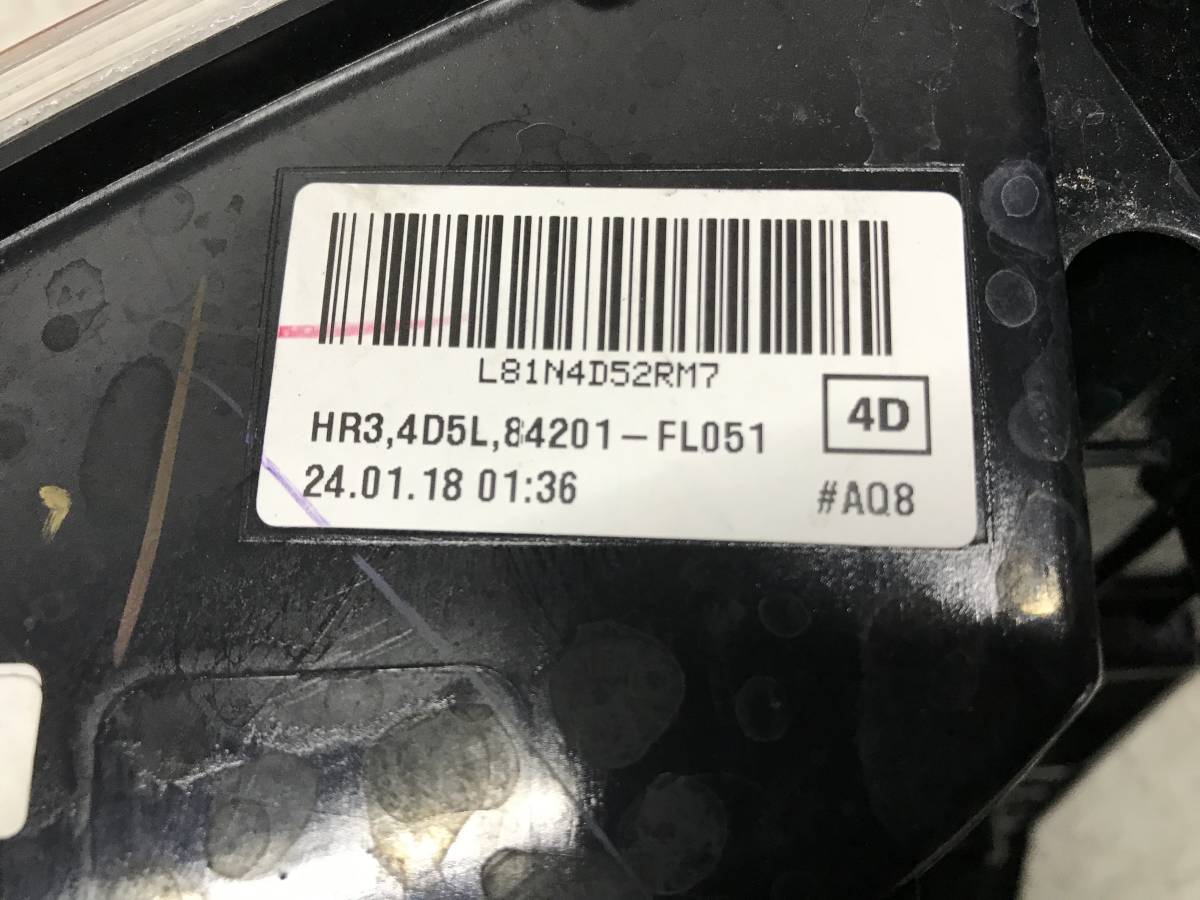 L81N4D52RM7
HR3,4D5L,84201-FL051
4D
24.01.18 01:36
#AQ8